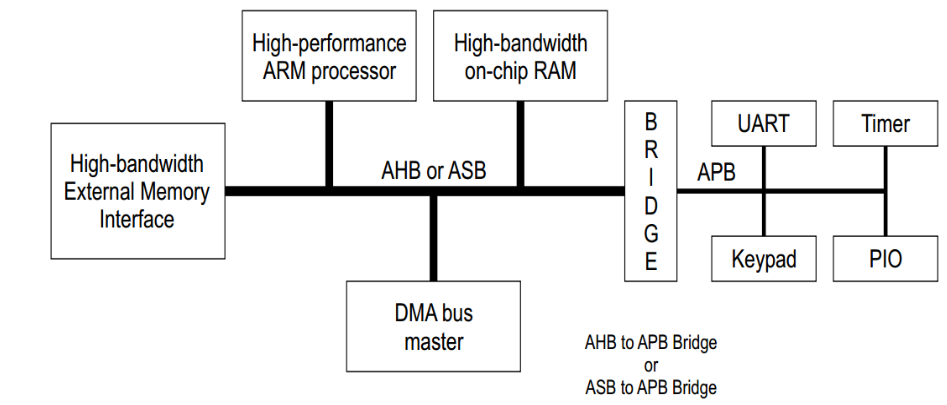 High-performance
ARM processor
High-bandwidth
on-chip RAM
High-bandwidth
External Memory
Interface
AHB or ASB
B
R
I
D
G
E
APB
UART
Timer
Keypad
PIO
DMA bus
master
AHB to APB Bridge
or
ASB to APB Bridge